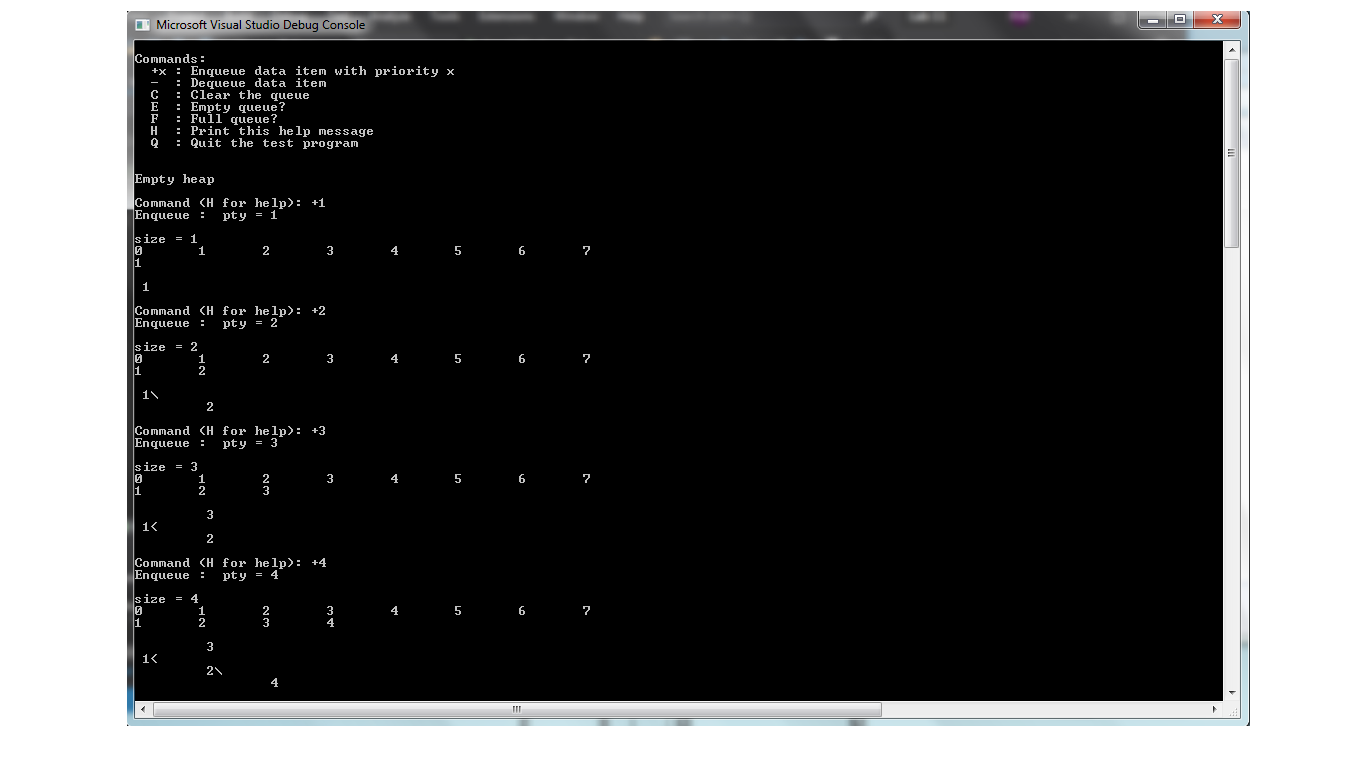 Microsoft Visual Studio Debug Console
Commands:
+x : Enqueue data item with priority x
- : Dequeue data item
C : Clear the queue
E : Empty queue?
F : Full queue?
H : Print this help message
Q : Quit the test program
Empty heap
Command (H for help): +1
Enqueue : pty = 1
size = 1
0 1 2 3 4 5 6 7
1
1
Command (H for help): +2
Enqueue : pty = 2
size = 2
0 1 2 3 4 5 6 7
1 2
1\
2
Command (H for help): +3
Enqueue : pty = 3
size = 3
0 1 2 3 4 5 6 7
1 2 3
3
1<
2
Command (H for help): +4
Enqueue : pty = 4
size = 4
0 1 2 3 4 5 6 7
1 2 3 4
3
1<
2\
4